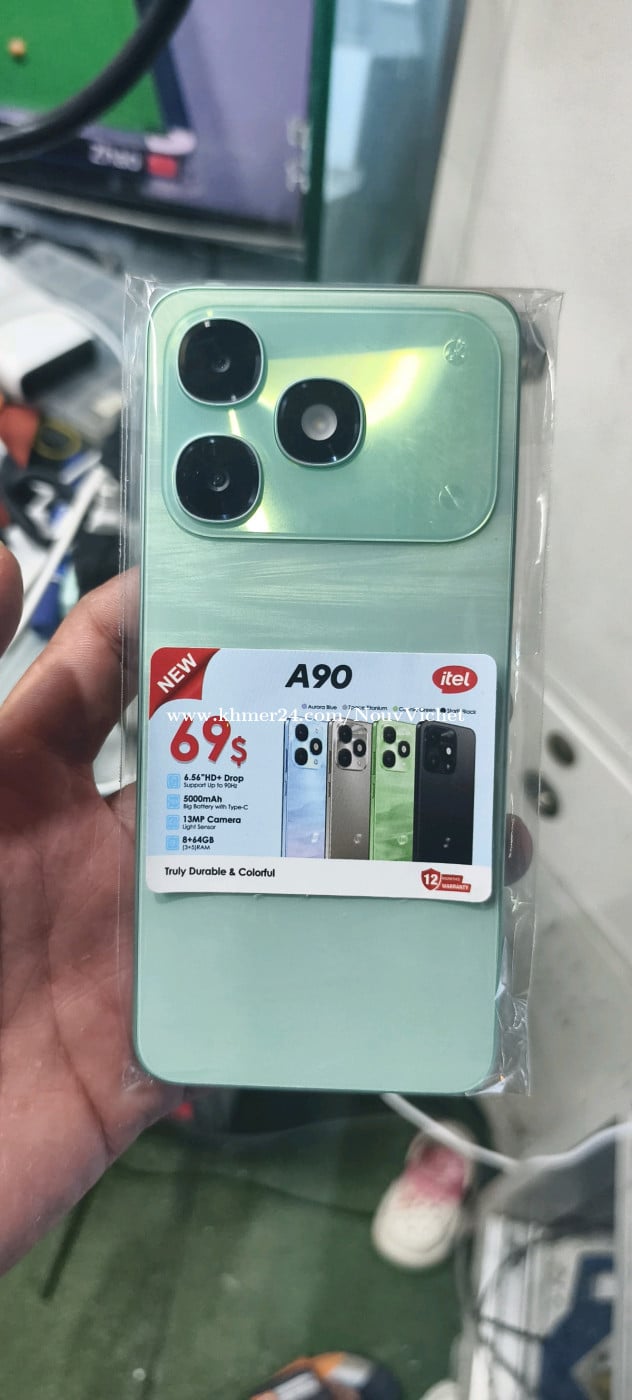 NEW
A90
itel
Aurora Blue
Titanium
Green
Black
www.khmer24.com/NouvVichet
69$
6.56"HD+ Drop
Support Up to 90Hz
5000mAh
Big Battery with Type-C
13MP Camera
Light Sensor
8+64GB
(3+5)RAM
Truly Durable & Colorful
12 MONTHS
WARRANTY